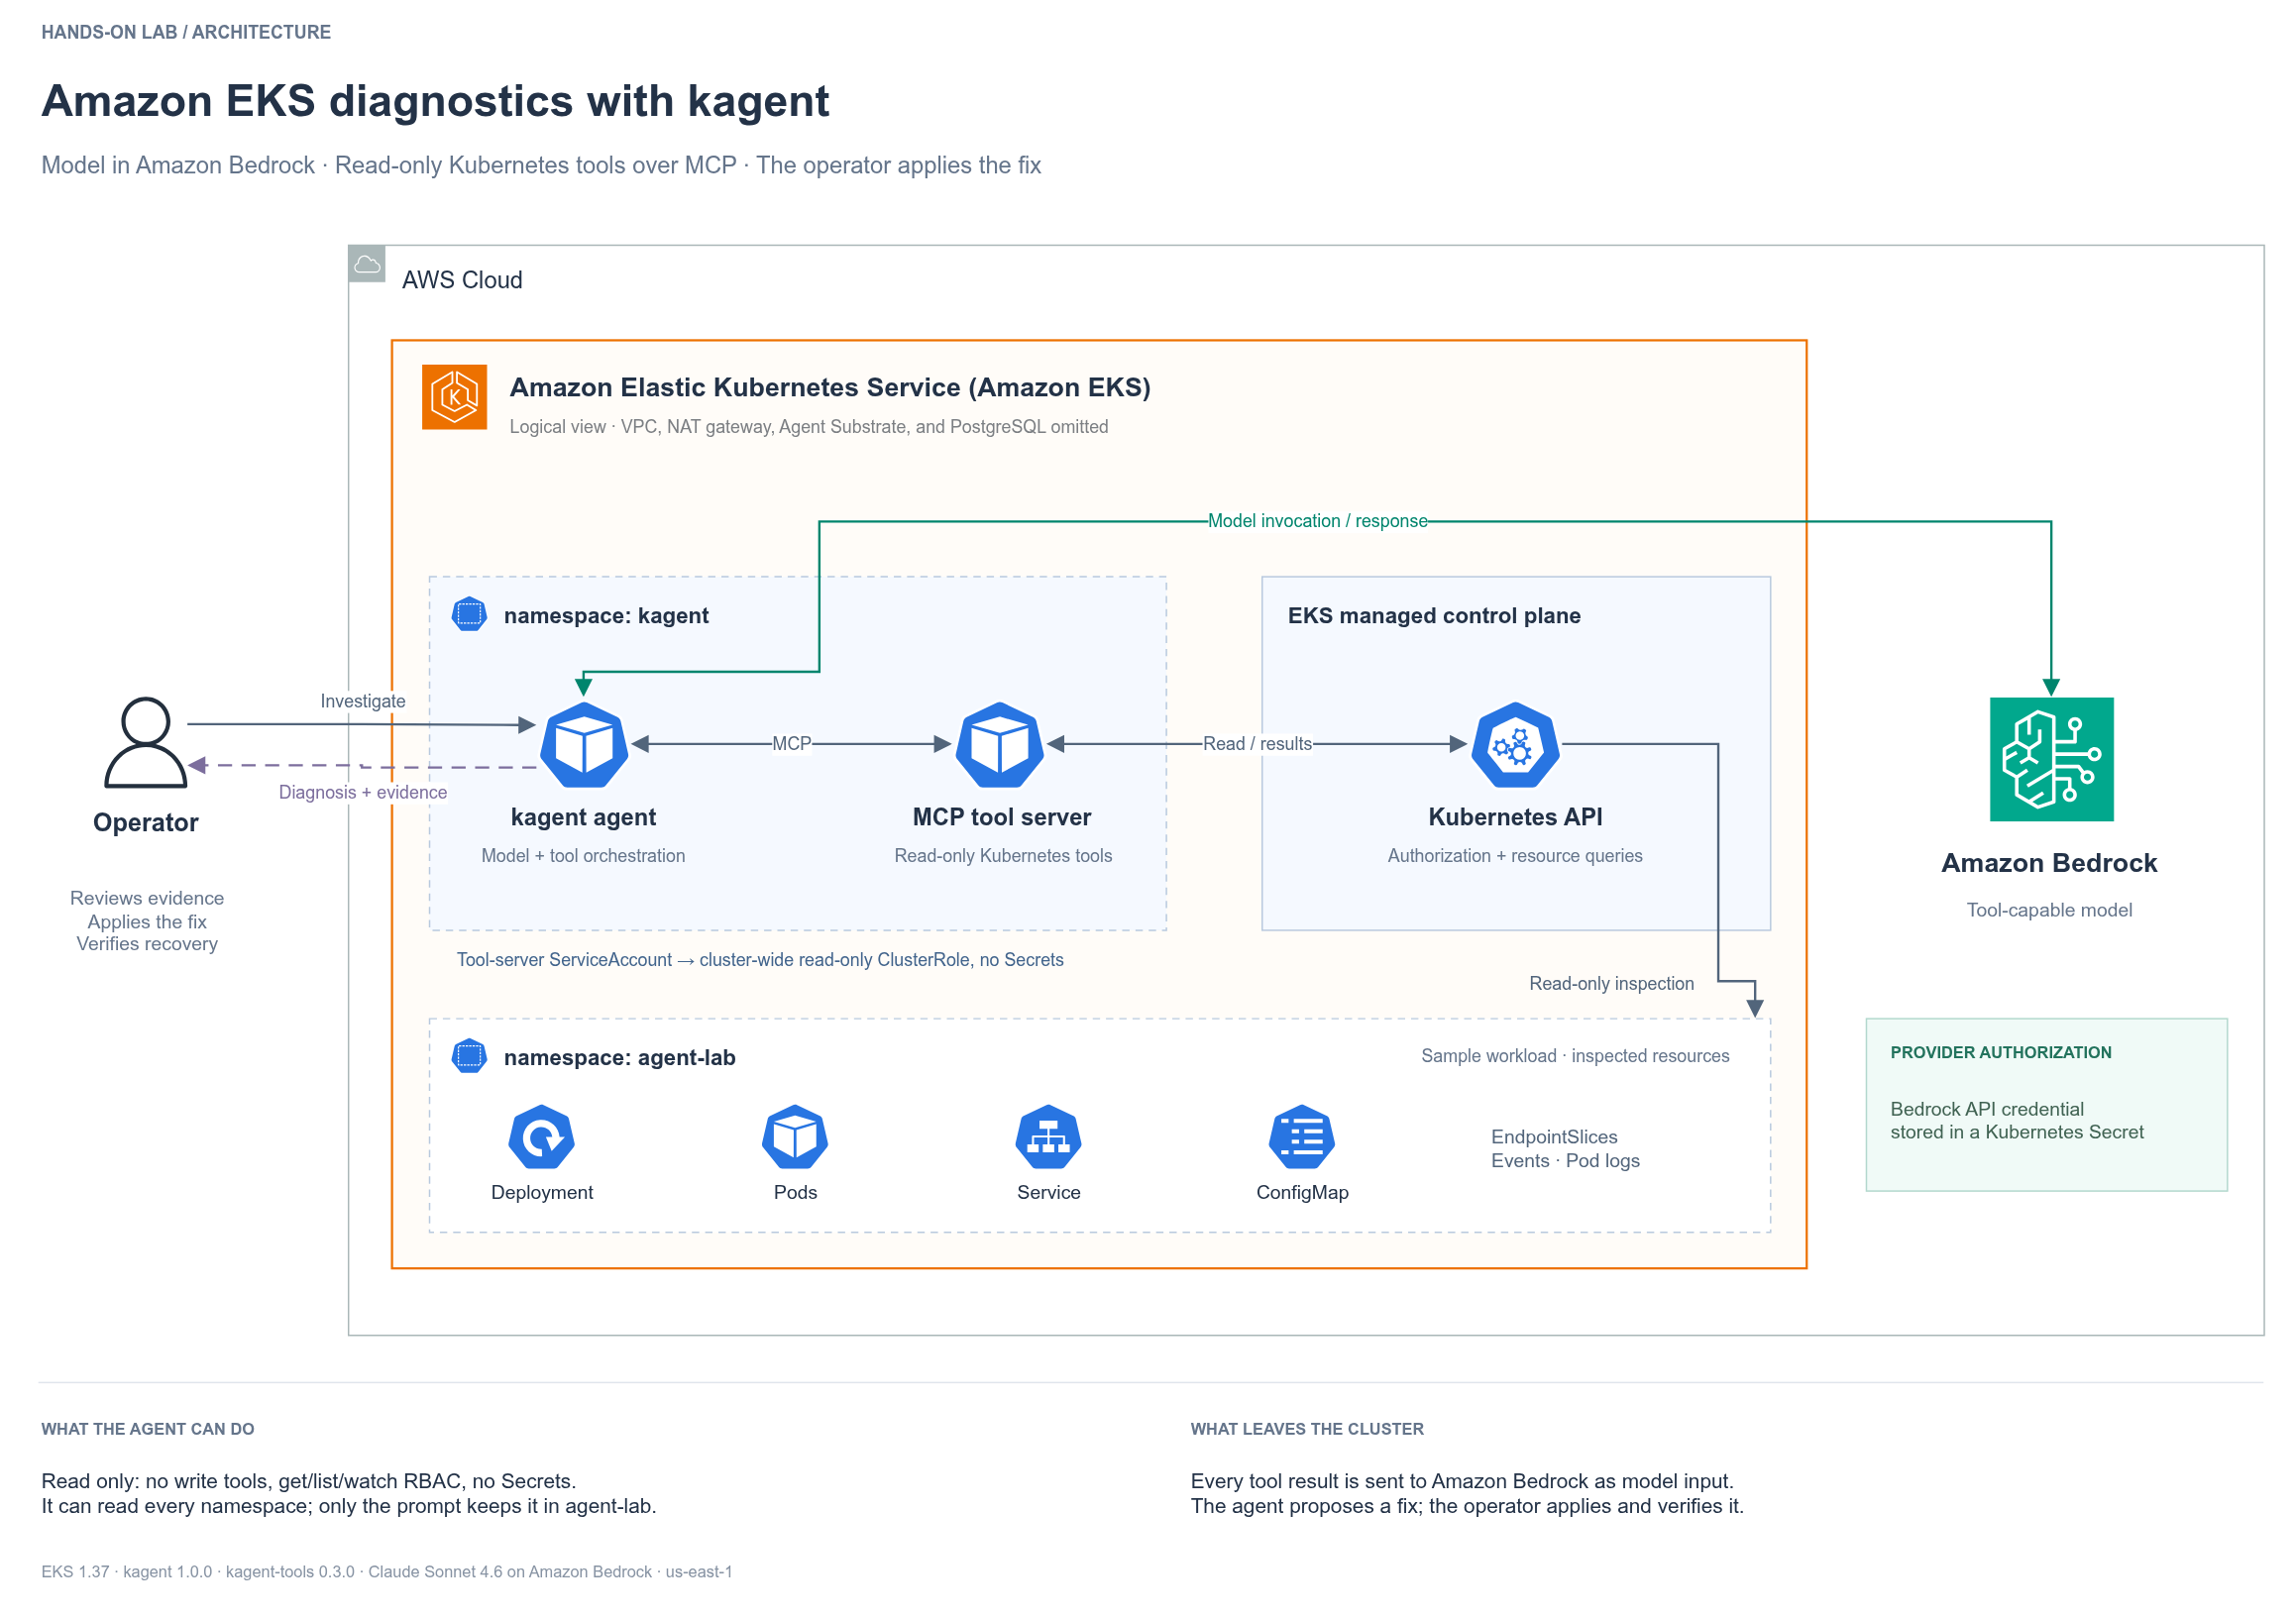 HANDS-ON LAB / ARCHITECTURE
Amazon EKS diagnostics with kagent
Model in Amazon Bedrock · Read-only Kubernetes tools over MCP · The operator applies the fix
AWS Cloud
Amazon Elastic Kubernetes Service (Amazon EKS)
Logical view · VPC, NAT gateway, Agent Substrate, and PostgreSQL omitted
Model invocation / response
namespace: kagent
EKS managed control plane
Investigate
MCP
Read / results
Diagnosis + evidence
Operator
kagent agent
MCP tool server
Kubernetes API
Model + tool orchestration
Read-only Kubernetes tools
Authorization + resource queries
Amazon Bedrock
Tool-capable model
Reviews evidence
Applies the fix
Verifies recovery
Tool-server ServiceAccount → cluster-wide read-only ClusterRole, no Secrets
Read-only inspection
namespace: agent-lab
Sample workload · inspected resources
Deployment
Pods
Service
ConfigMap
EndpointSlices
Events · Pod logs
PROVIDER AUTHORIZATION
Bedrock API credential
stored in a Kubernetes Secret
WHAT THE AGENT CAN DO
Read only: no write tools, get/list/watch RBAC, no Secrets.
It can read every namespace; only the prompt keeps it in agent-lab.
WHAT LEAVES THE CLUSTER
Every tool result is sent to Amazon Bedrock as model input.
The agent proposes a fix; the operator applies and verifies it.
EKS 1.37 · kagent 1.0.0 · kagent-tools 0.3.0 · Claude Sonnet 4.6 on Amazon Bedrock · us-east-1